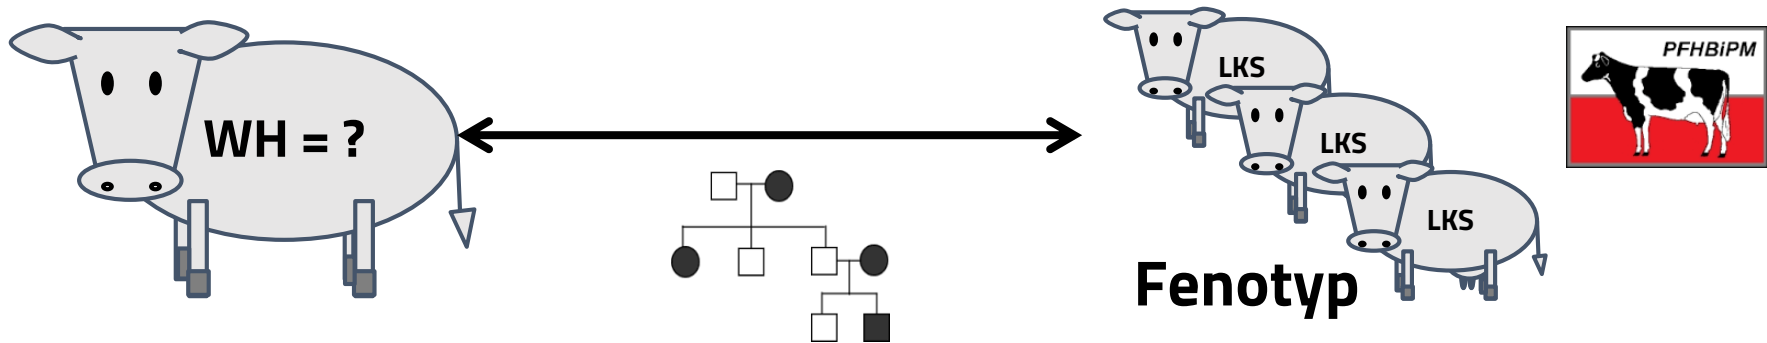 WH = ?
LKS
LKS
LKS
Fenotyp
PFHBiPM